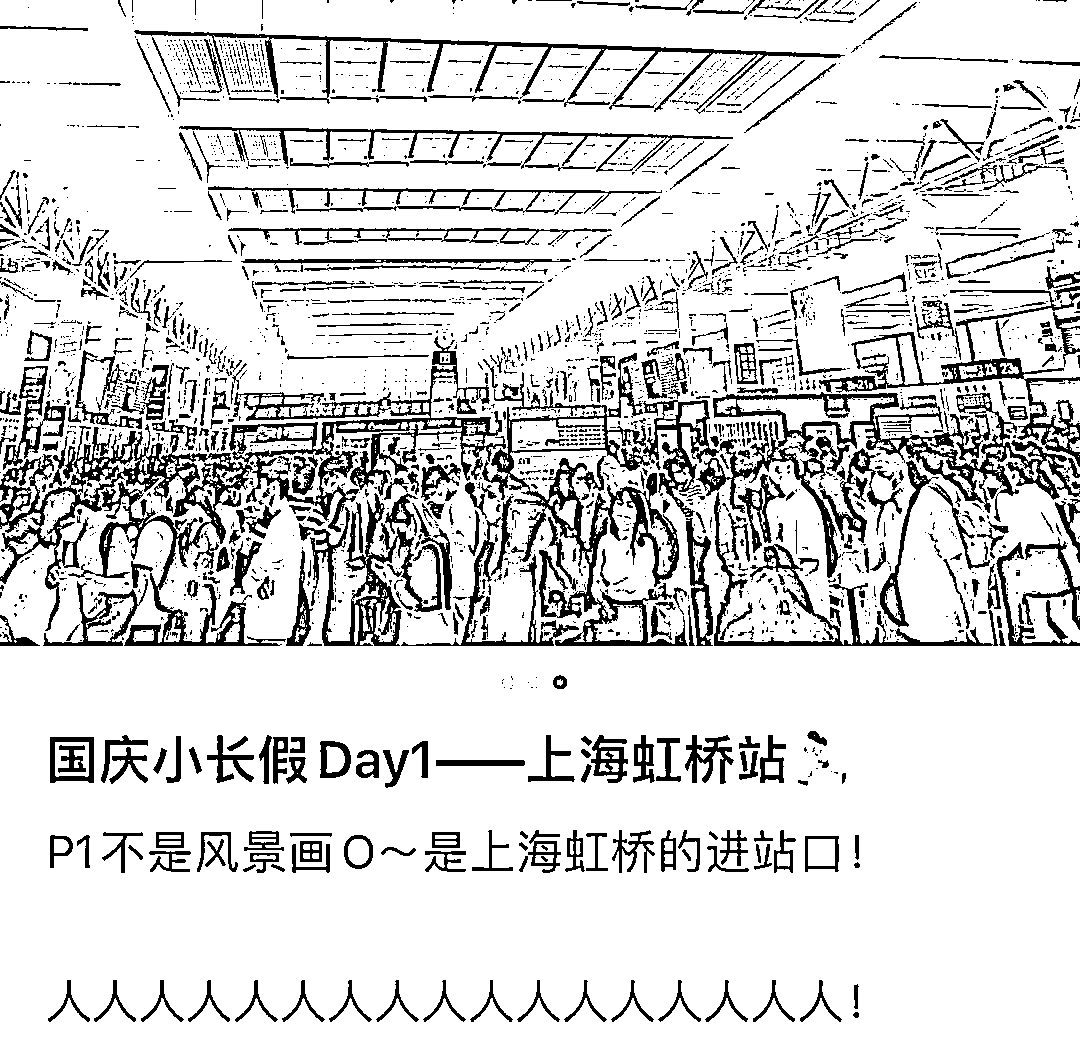 国庆小长假Day1——上海虹桥站🏃
P1不是风景画O～是上海虹桥的进站口！
人人人人人人人人人人人人人人人人人！